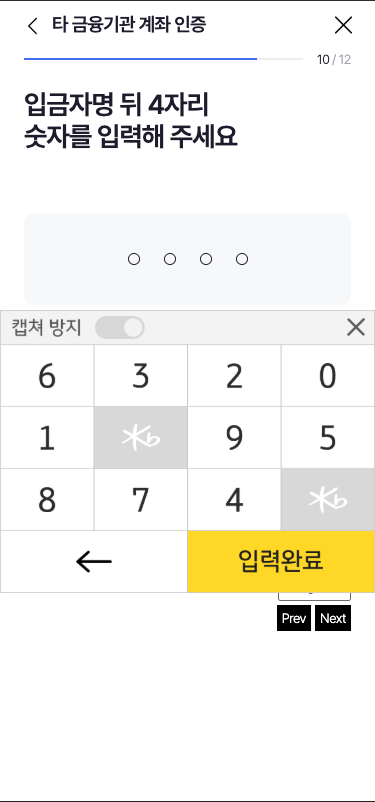 타 금융기관 계좌 인증
10 / 12
입금자명 뒤 4자리
숫자를 입력해 주세요
캡쳐 방지
6 3 2 0
1 Kb 9 5
8 7 4 Kb
입력완료
Prev Next